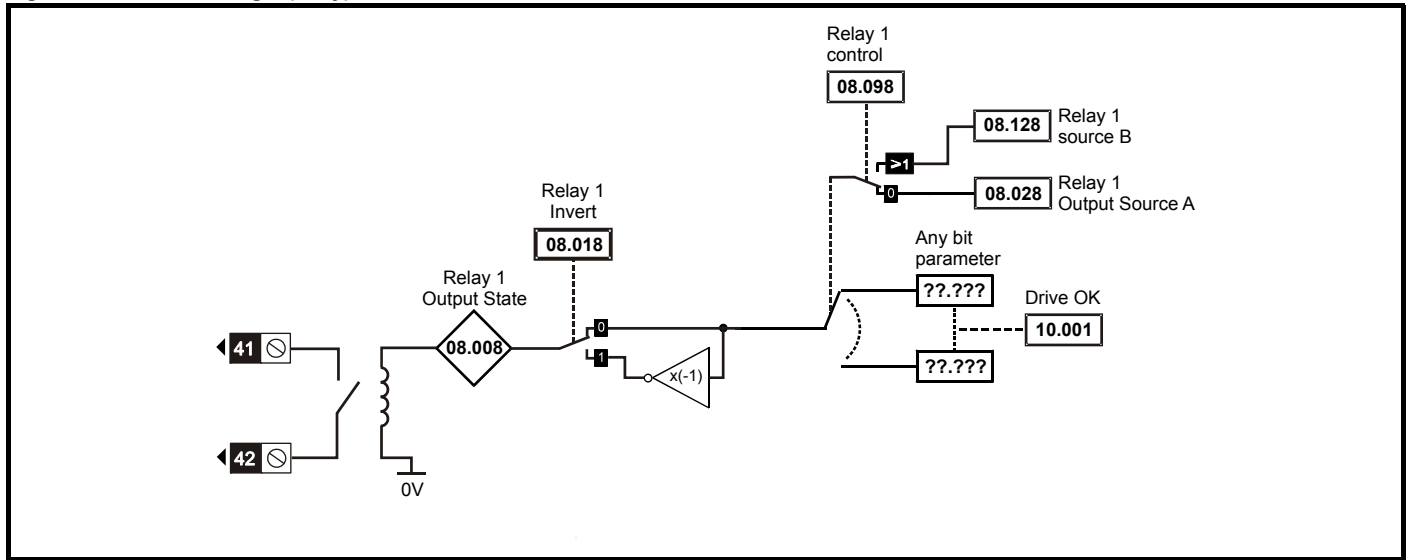 Relay 1
control
08.098
08.128
Relay 1
source B
>1
0
08.028
Relay 1
Output Source A
Relay 1
Invert
08.018
Any bit
parameter
??.???
Drive OK
10.001
??.???
Relay 1
Output State
08.008
0
1
x(-1)
41
42
0V